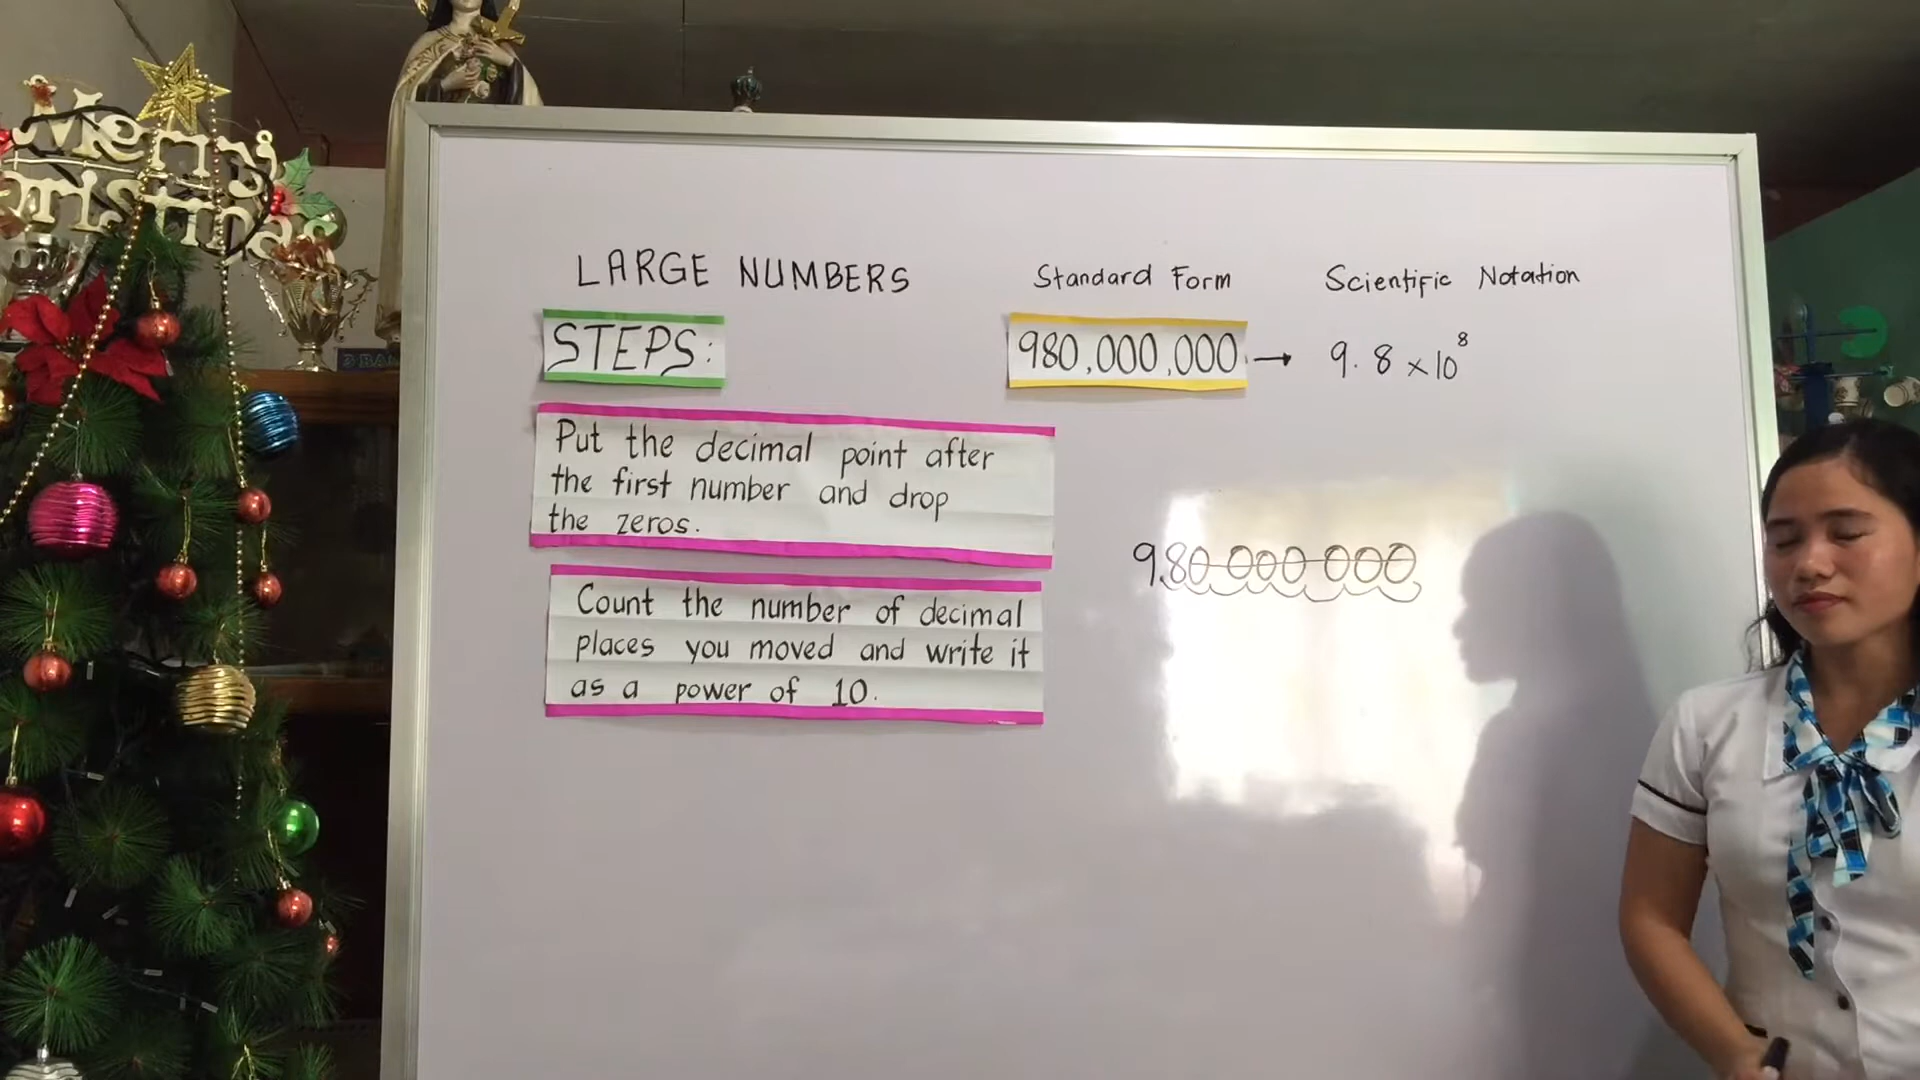 Merry
Christmas
LARGE NUMBERS
Standard Form
Scientific Notation
STEPS:
980,000,000. → 9.8 x 10⁸
Put the decimal point after
the first number and drop
the zeros.
9.80 000 000
Count the number of decimal
places you moved and write it
as a power of 10.